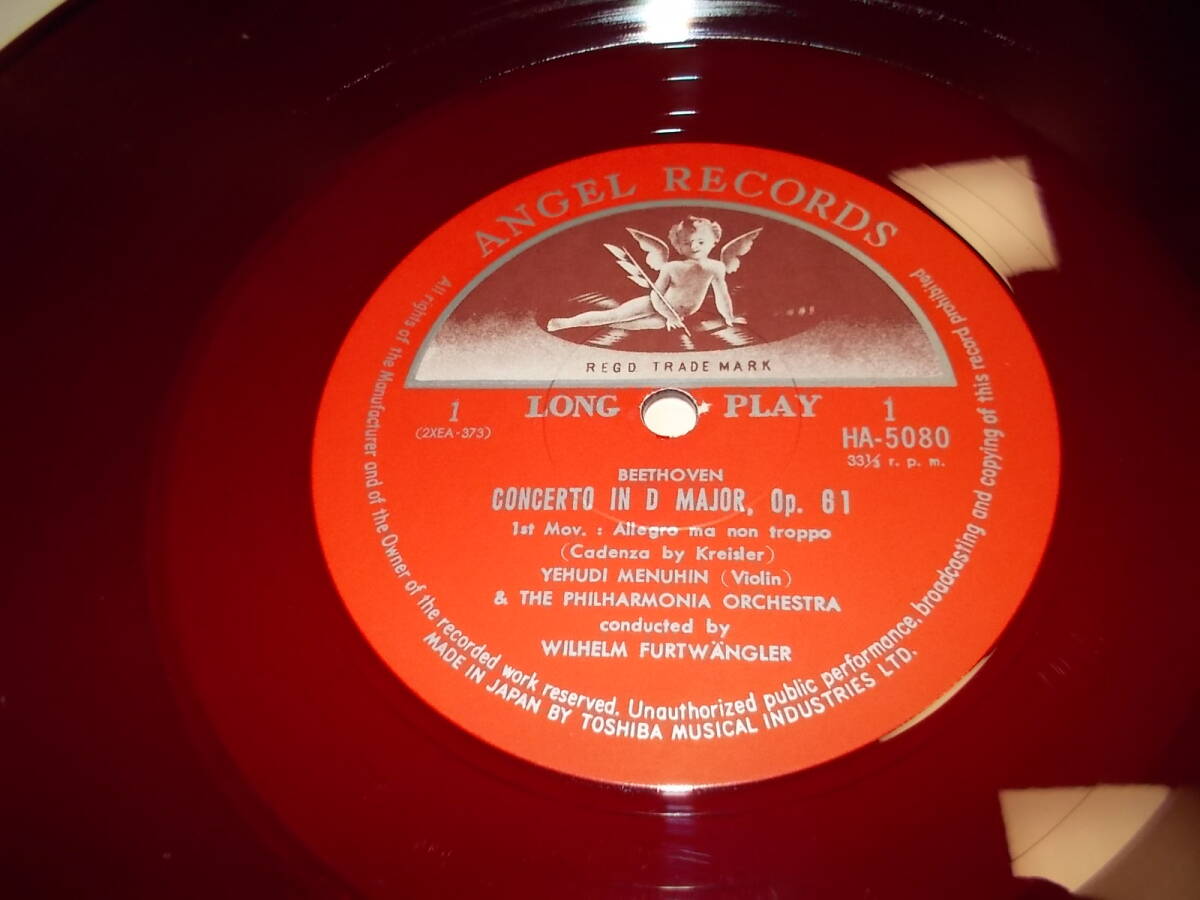 ANGEL RECORDS
REGD. TRADE MARK
1 LONG PLAY 1
(2XEA-373) HA-5080
33⅓ r. p. m.
BEETHOVEN
CONCERTO IN D MAJOR, Op. 61
1st Mov. : Allegro ma non troppo
(Cadenza by Kreisler)
YEHUDI MENUHIN (Violin)
& THE PHILHARMONIA ORCHESTRA
conducted by
WILHELM FURTWÄNGLER
All rights of the Manufacturer and of the Owner of the recorded work reserved. Unauthorized public performance, broadcasting and copying of this record prohibited
MADE IN JAPAN BY TOSHIBA MUSICAL INDUSTRIES LTD.